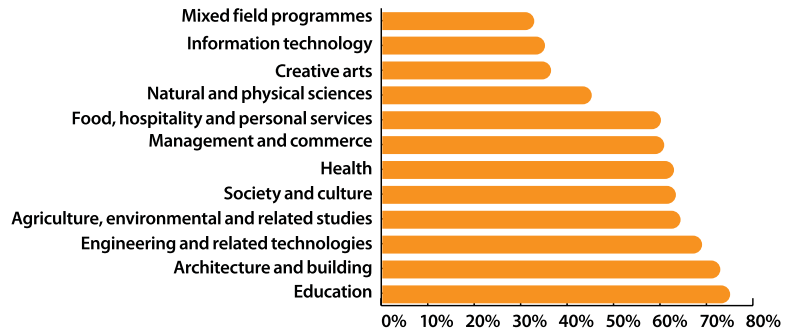 Mixed field programmes
Information technology
Creative arts
Natural and physical sciences
Food, hospitality and personal services
Management and commerce
Health
Society and culture
Agriculture, environmental and related studies
Engineering and related technologies
Architecture and building
Education
0% 10% 20% 30% 40% 50% 60% 70% 80%